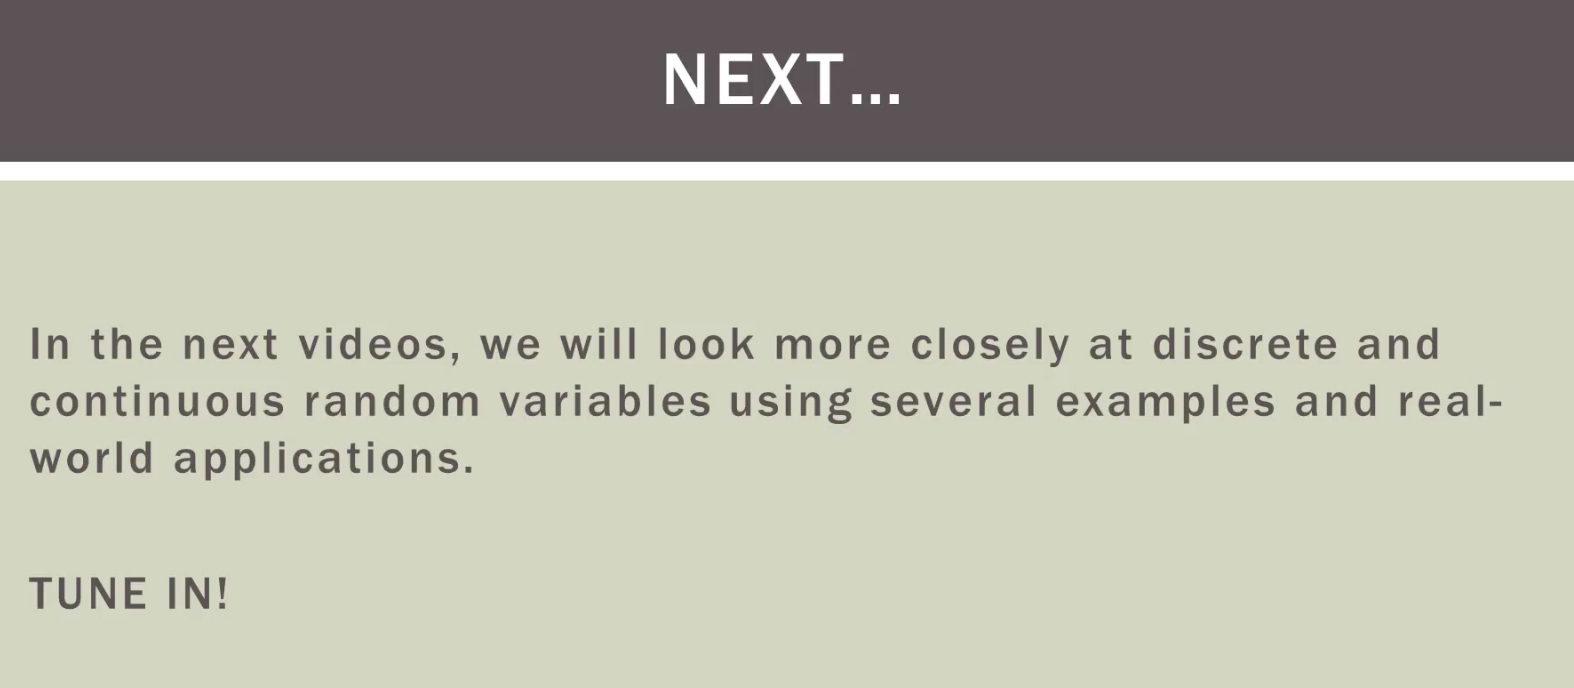 NEXT...
In the next videos, we will look more closely at discrete and
continuous random variables using several examples and real-
world applications.
TUNE IN!